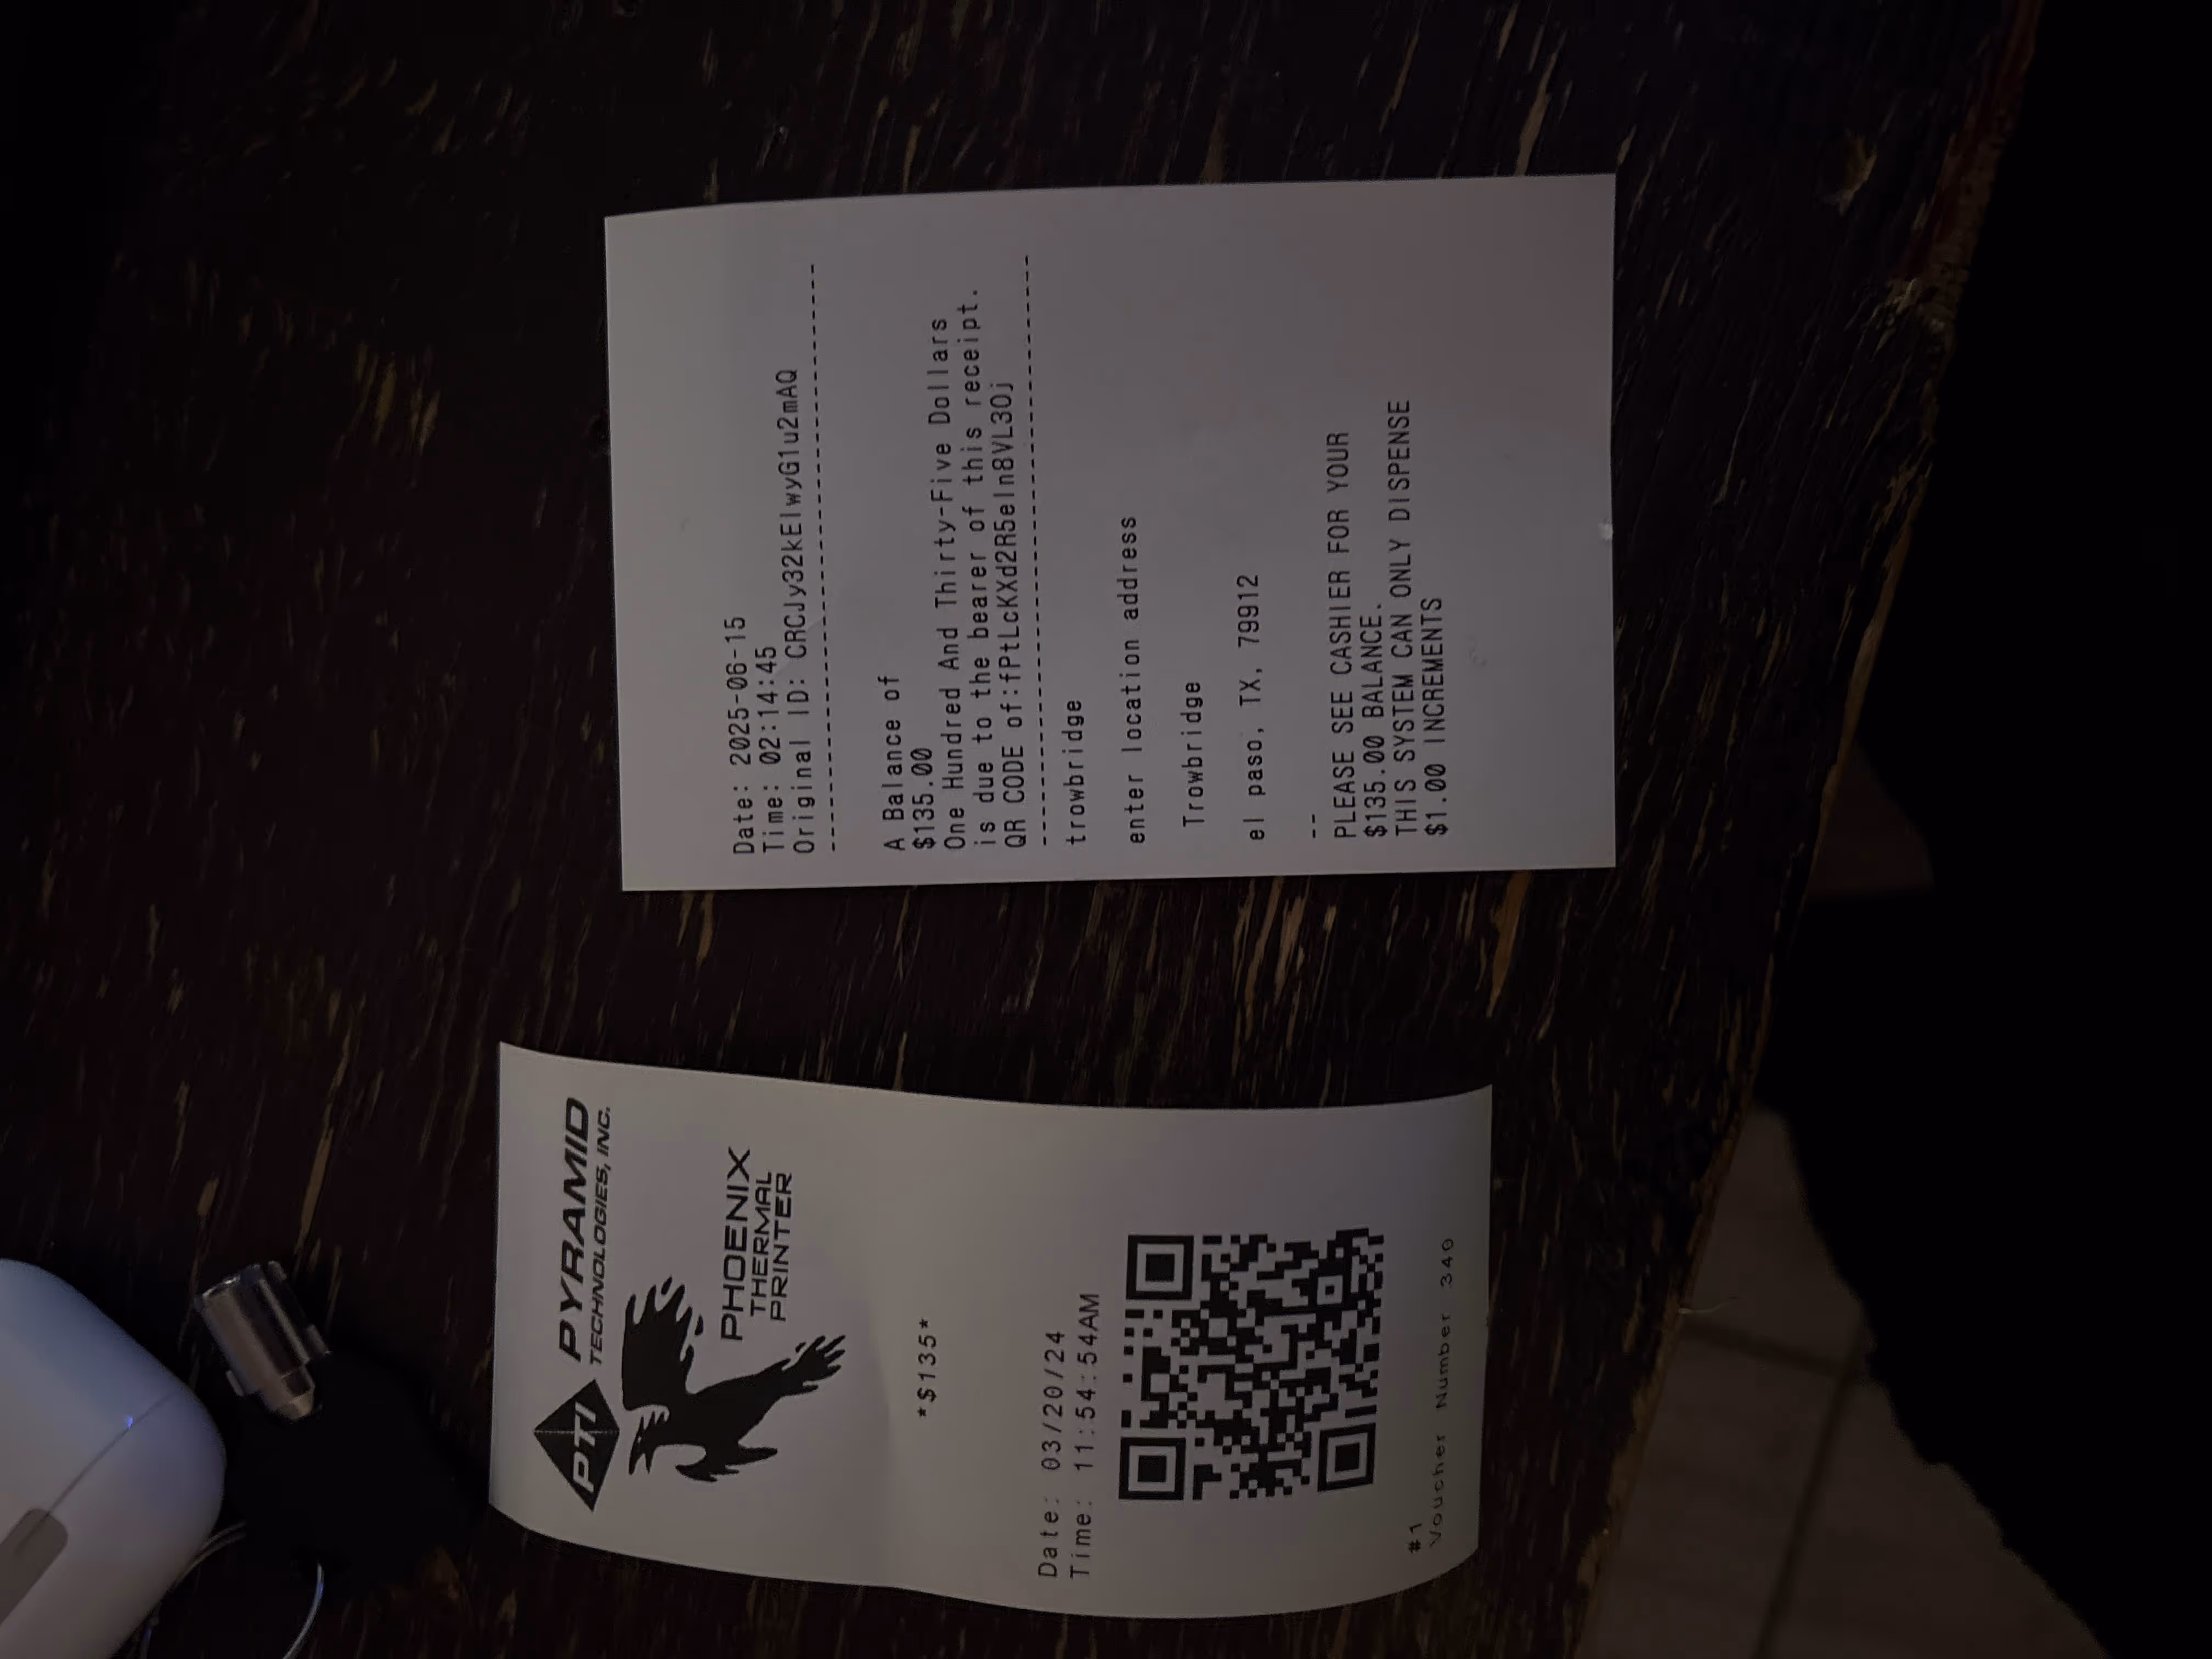 Date: 2025-06-15
Time: 02:14:45
Original ID: CRCJy32kElwyG1u2mAQ
--------------------------------
A Balance of
$135.00
One Hundred And Thirty-Five Dollars
is due to the bearer of this receipt.
QR CODE of:fPtLcKXd2R5eln8VL3Oj
--------------------------------
trowbridge
enter location address
Trowbridge
el paso, TX, 79912
--
PLEASE SEE CASHIER FOR YOUR
$135.00 BALANCE.
THIS SYSTEM CAN ONLY DISPENSE
$1.00 INCREMENTS
PTI PYRAMID
TECHNOLOGIES, INC.
PHOENIX
THERMAL
PRINTER
*$135*
Date: 03/20/24
Time: 11:54:54AM
#1
Voucher Number 340